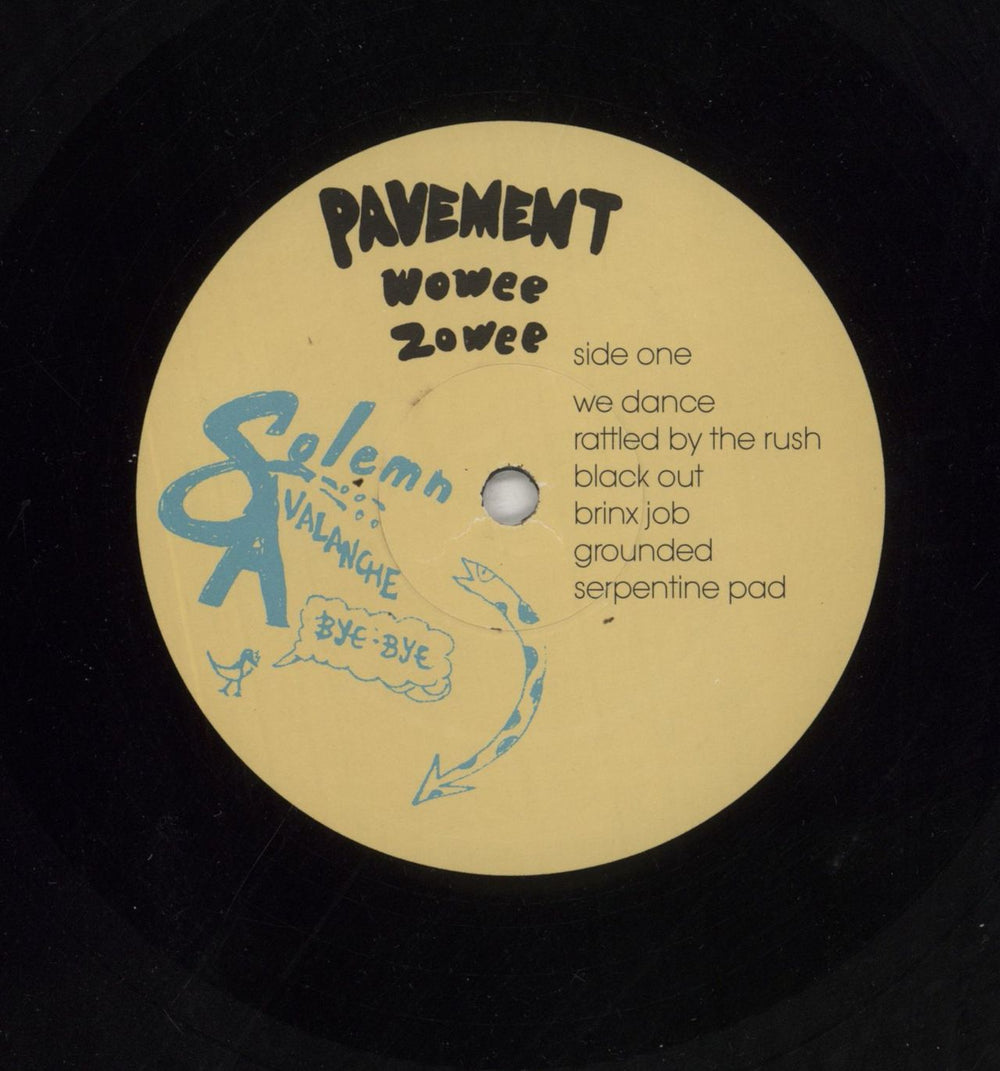 PAVEMENT
wowee
zowee
side one
we dance
rattled by the rush
black out
brinx job
grounded
serpentine pad
Solemn
AVALANCHE
BYE-BYE